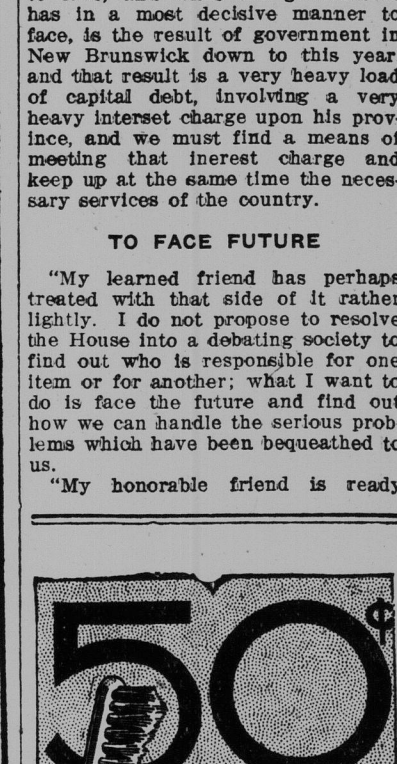 has in a most decisive manner to
face, is the result of government in
New Brunswick down to this year
and that result is a very heavy load
of capital debt, involving a very
heavy interset charge upon his prov-
ince, and we must find a means of
meeting that inerest charge and
keep up at the same time the neces-
sary services of the country.
TO FACE FUTURE
"My learned friend has perhaps
treated with that side of it rather
lightly. I do not propose to resolve
the House into a debating society to
find out who is responsible for one
item or for another; what I want to
do is face the future and find out
how we can handle the serious prob-
lems which have been bequeathed to
us.
"My honorable friend is ready
50¢